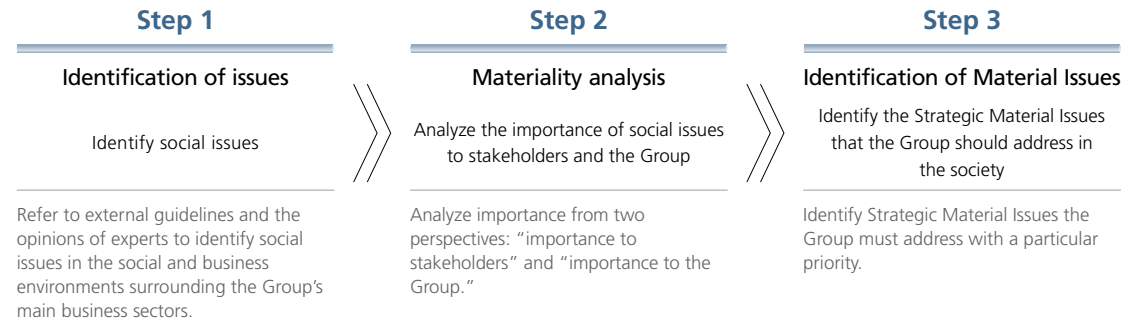 Step 1
Identification of issues
Identify social issues
Refer to external guidelines and the
opinions of experts to identify social
issues in the social and business
environments surrounding the Group’s
main business sectors.
Step 2
Materiality analysis
Analyze the importance of social issues
to stakeholders and the Group
Analyze importance from two
perspectives: “importance to
stakeholders” and “importance to the
Group.”
Step 3
Identification of Material Issues
Identify the Strategic Material Issues
that the Group should address in
the society
Identify Strategic Material Issues the
Group must address with a particular
priority.